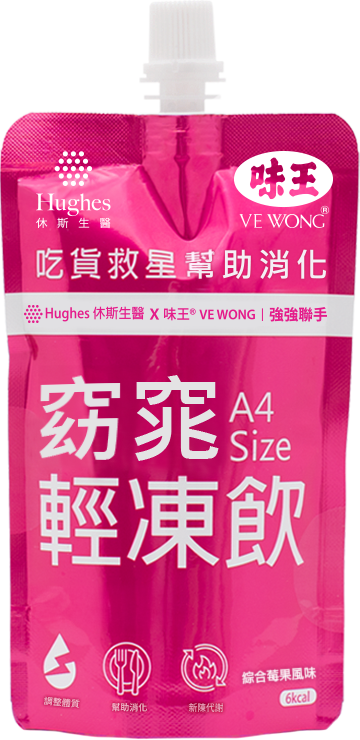 Hughes
休斯生醫
味王
VE WONG®
吃貨救星幫助消化
Hughes 休斯生醫 X 味王® VE WONG｜強強聯手
窈窕 A4 Size
輕凍飲
調整體質
幫助消化
新陳代謝
綜合莓果風味
6kcal